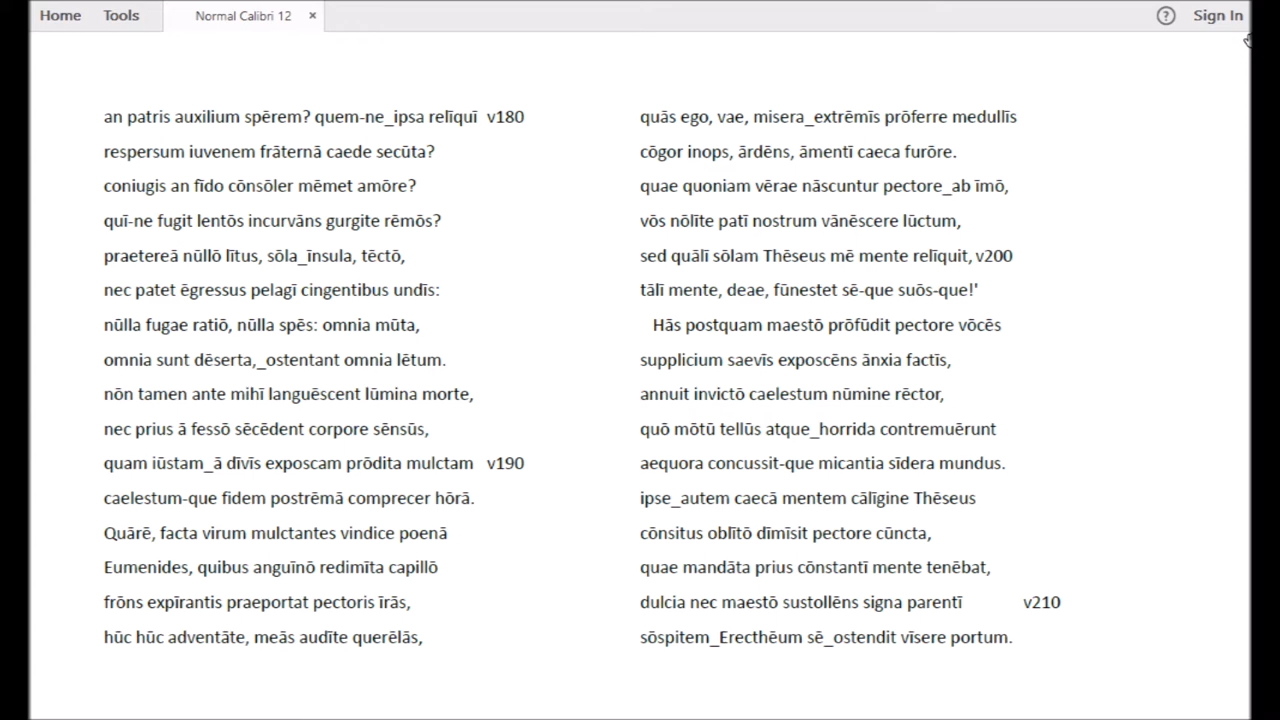 Home Tools Normal Calibri 12 × ? Sign In
an patris auxilium spērem? quem-ne_ipsa relīquī v180
respersum iuvenem frāternā caede secūta?
coniugis an fīdo cōnsōler mēmet amōre?
quī-ne fugit lentōs incurvāns gurgite rēmōs?
praetereā nūllō lītus, sōla_īnsula, tēctō,
nec patet ēgressus pelagī cingentibus undīs:
nūlla fugae ratiō, nūlla spēs: omnia mūta,
omnia sunt dēserta,_ostentant omnia lētum.
nōn tamen ante mihī languēscent lūmina morte,
nec prius ā fessō sēcēdent corpore sēnsūs,
quam iūstam_ā dīvīs exposcam prōdita mulctam v190
caelestum-que fidem postrēmā comprecer hōrā.
Quārē, facta virum mulctantes vindice poenā
Eumenides, quibus anguīnō redimīta capillō
frōns expīrantis praeportat pectoris īrās,
hūc hūc adventāte, meās audīte querēlās,
quās ego, vae, misera_extrēmīs prōferre medullīs
cōgor inops, ārdēns, āmentī caeca furōre.
quae quoniam vērae nāscuntur pectore_ab īmō,
vōs nōlīte patī nostrum vānēscere lūctum,
sed quālī sōlam Thēseus mē mente relīquit, v200
tālī mente, deae, fūnestet sē-que suōs-que!'
Hās postquam maestō prōfūdit pectore vōcēs
supplicium saevīs exposcēns ānxia factīs,
annuit invictō caelestum nūmine rēctor,
quō mōtū tellūs atque_horrida contremuērunt
aequora concussit-que micantia sīdera mundus.
ipse_autem caecā mentem cālīgine Thēseus
cōnsitus oblītō dīmīsit pectore cūncta,
quae mandāta prius cōnstantī mente tenēbat,
dulcia nec maestō sustollēns signa parentī v210
sōspitem_Erecthēum sē_ostendit vīsere portum.